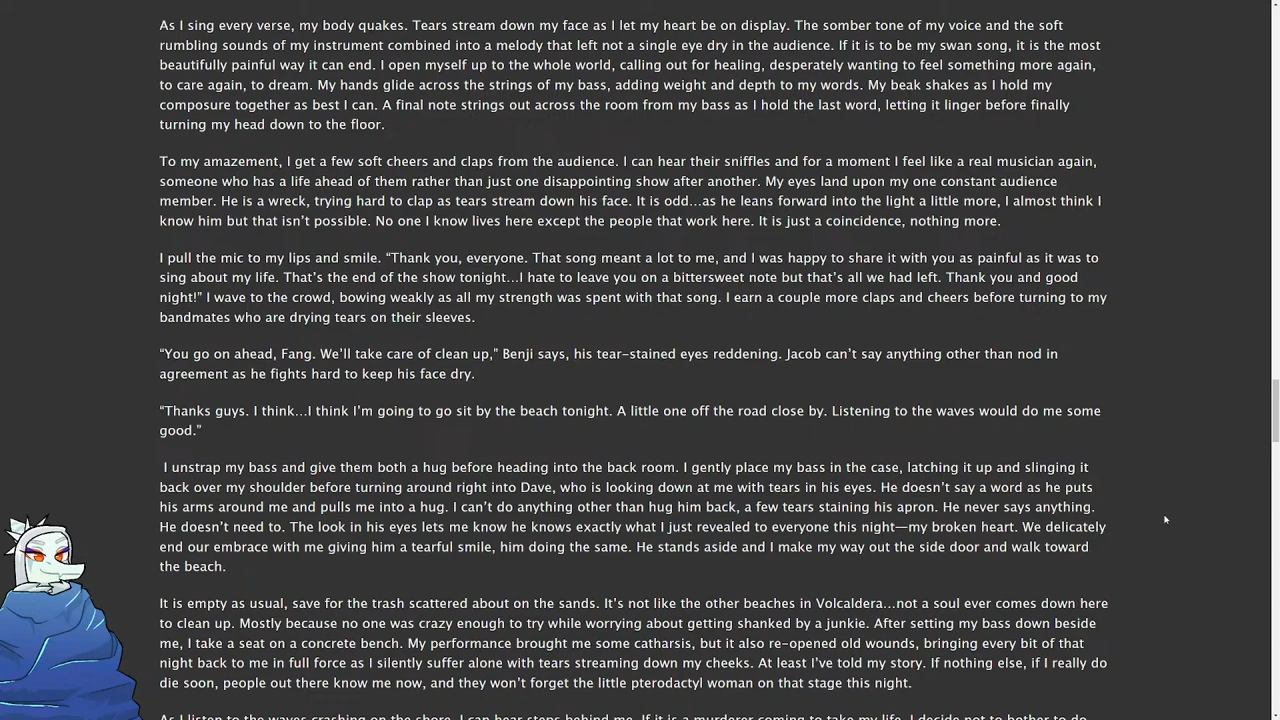 As I sing every verse, my body quakes. Tears stream down my face as I let my heart be on display. The somber tone of my voice and the soft
rumbling sounds of my instrument combined into a melody that left not a single eye dry in the audience. If it is to be my swan song, it is the most
beautifully painful way it can end. I open myself up to the whole world, calling out for healing, desperately wanting to feel something more again,
to care again, to dream. My hands glide across the strings of my bass, adding weight and depth to my words. My beak shakes as I hold my
composure together as best I can. A final note strings out across the room from my bass as I hold the last word, letting it linger before finally
turning my head down to the floor.
To my amazement, I get a few soft cheers and claps from the audience. I can hear their sniffles and for a moment I feel like a real musician again,
someone who has a life ahead of them rather than just one disappointing show after another. My eyes land upon my one constant audience
member. He is a wreck, trying hard to clap as tears stream down his face. It is odd…as he leans forward into the light a little more, I almost think I
know him but that isn’t possible. No one I know lives here except the people that work here. It is just a coincidence, nothing more.
I pull the mic to my lips and smile. “Thank you, everyone. That song meant a lot to me, and I was happy to share it with you as painful as it was to
sing about my life. That’s the end of the show tonight…I hate to leave you on a bittersweet note but that’s all we had left. Thank you and good
night!” I wave to the crowd, bowing weakly as all my strength was spent with that song. I earn a couple more claps and cheers before turning to my
bandmates who are drying tears on their sleeves.
“You go on ahead, Fang. We’ll take care of clean up,” Benji says, his tear-stained eyes reddening. Jacob can’t say anything other than nod in
agreement as he fights hard to keep his face dry.
“Thanks guys. I think…I think I’m going to go sit by the beach tonight. A little one off the road close by. Listening to the waves would do me some
good.”
I unstrap my bass and give them both a hug before heading into the back room. I gently place my bass in the case, latching it up and slinging it
back over my shoulder before turning around right into Dave, who is looking down at me with tears in his eyes. He doesn’t say a word as he puts
his arms around me and pulls me into a hug. I can’t do anything other than hug him back, a few tears staining his apron. He never says anything.
He doesn’t need to. The look in his eyes lets me know he knows exactly what I just revealed to everyone this night—my broken heart. We delicately
end our embrace with me giving him a tearful smile, him doing the same. He stands aside and I make my way out the side door and walk toward
the beach.
It is empty as usual, save for the trash scattered about on the sands. It’s not like the other beaches in Volcaldera…not a soul ever comes down here
to clean up. Mostly because no one was crazy enough to try while worrying about getting shanked by a junkie. After setting my bass down beside
me, I take a seat on a concrete bench. My performance brought me some catharsis, but it also re-opened old wounds, bringing every bit of that
night back to me in full force as I silently suffer alone with tears streaming down my cheeks. At least I’ve told my story. If nothing else, if I really do
die soon, people out there know me now, and they won’t forget the little pterodactyl woman on that stage this night.
As I listen to the waves crashing on the shore, I can hear steps behind me. If it is a murderer coming to take my life, I decide not to bother to do